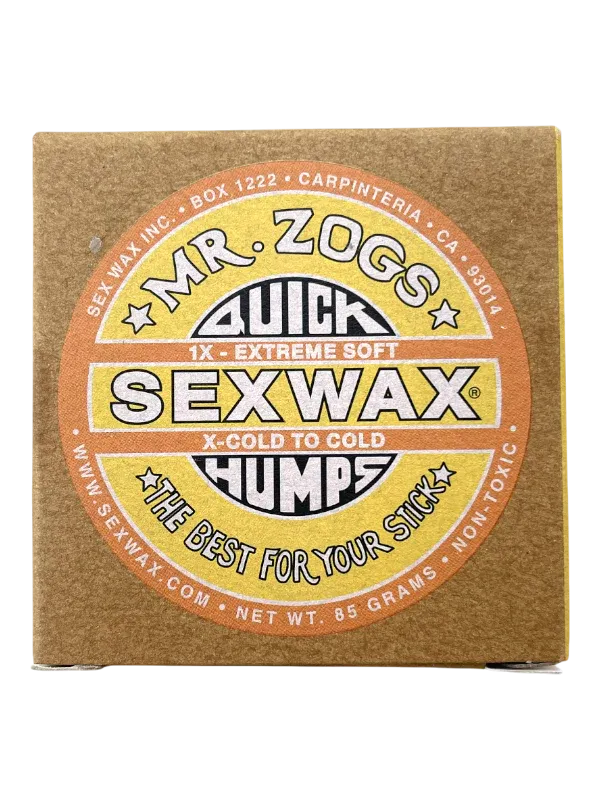 SEX WAX INC. • BOX 1222 • CARPINTERIA • CA • 93014
MR. ZOGS
QUICK
1X - EXTREME SOFT
SEXWAX®
X-COLD TO COLD
HUMPS
THE BEST FOR YOUR STICK
• WWW.SEXWAX.COM • NET WT. 85 GRAMS • NON-TOXIC •